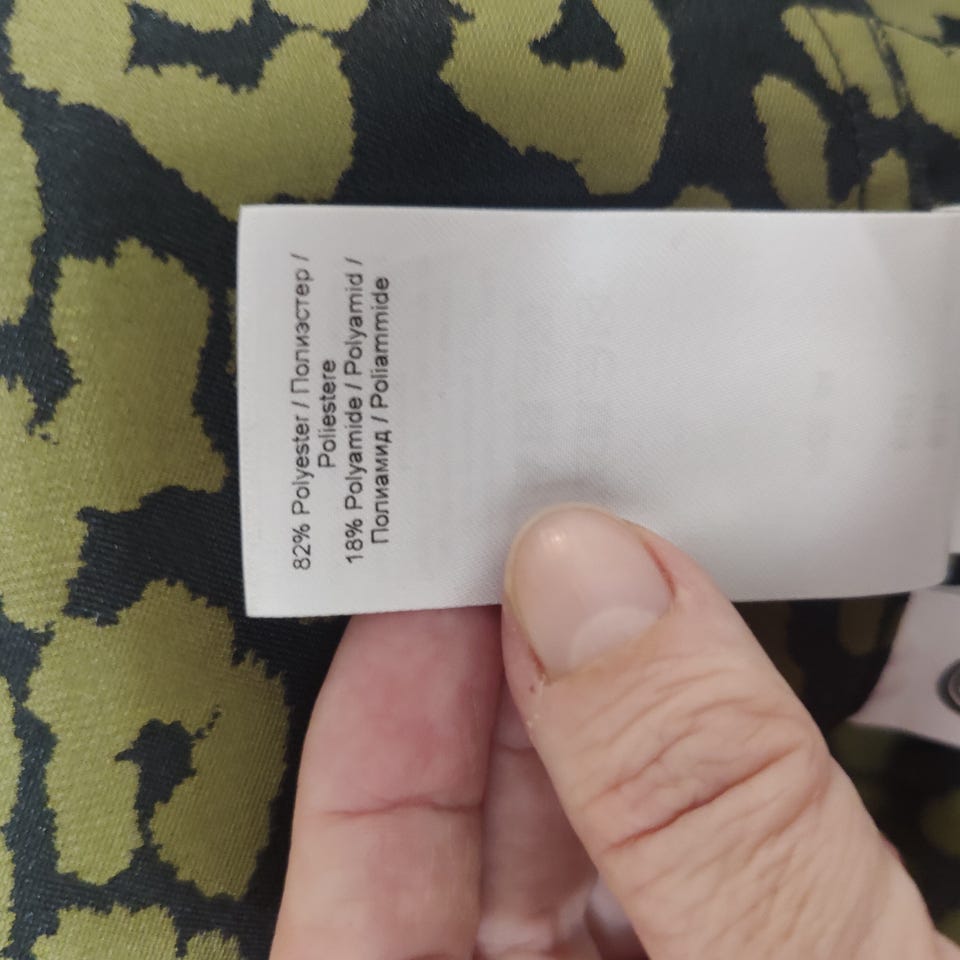 82% Polyester / Полиэстер /
Poliestere
18% Polyamide / Polyamid /
Полиамид / Poliammide